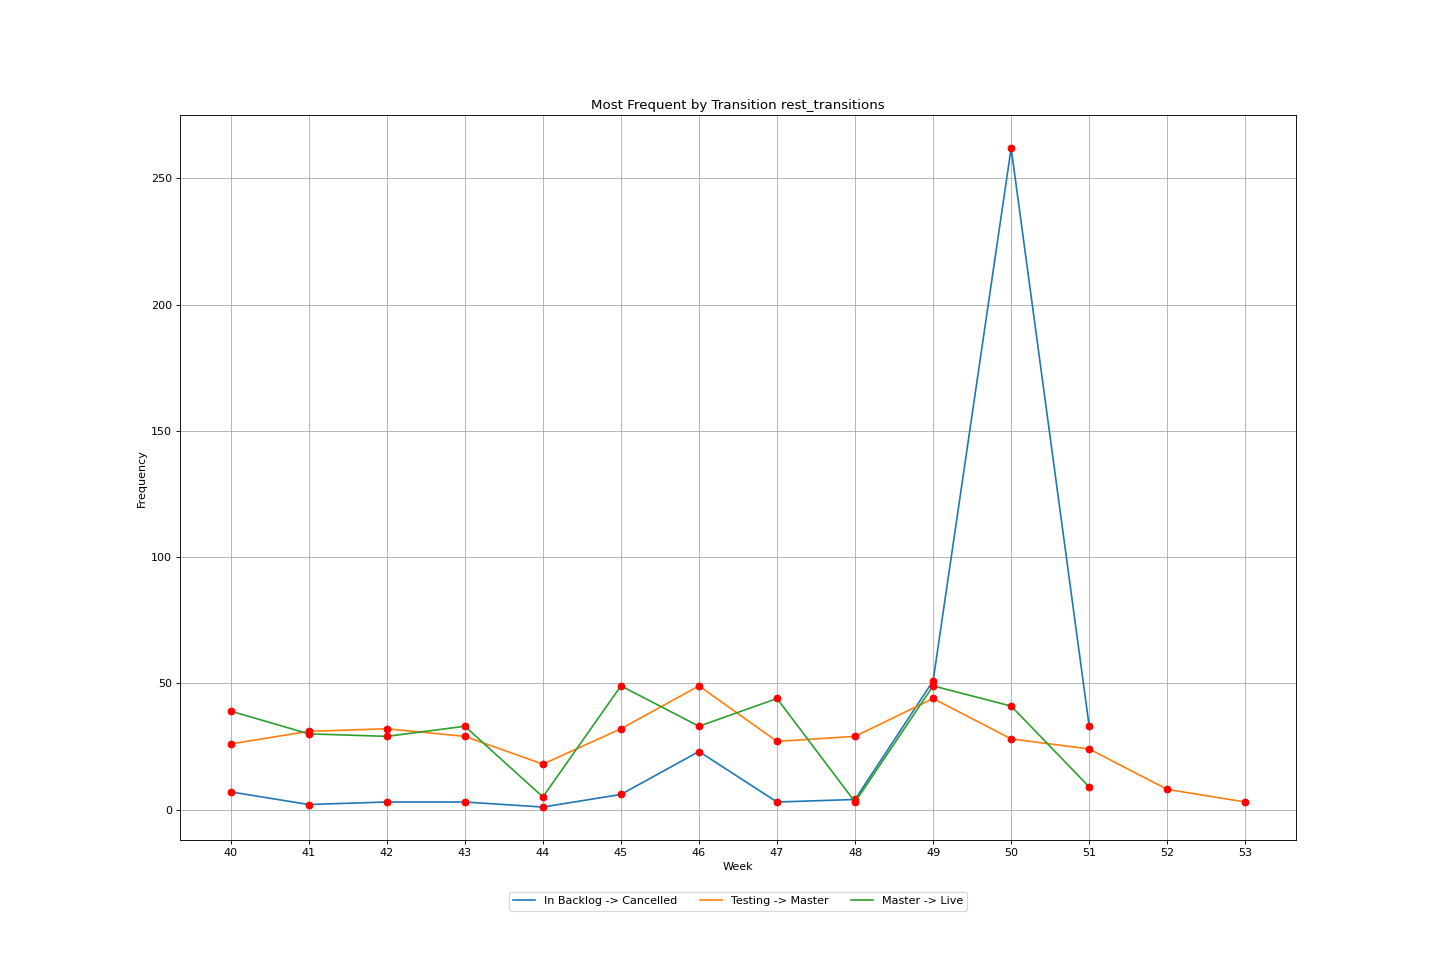 Most Frequent by Transition rest_transitions
250
200
150
100
50
0
Frequency
40 41 42 43 44 45 46 47 48 49 50 51 52 53
Week
In Backlog -> Cancelled Testing -> Master Master -> Live